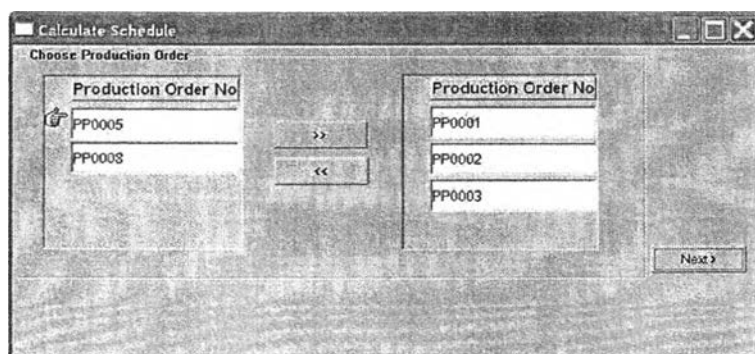 Calculate Schedule
Choose Production Order
Production Order No
PP0005
PP0008
>>
<<
Production Order No
PP0001
PP0002
PP0003
Next>